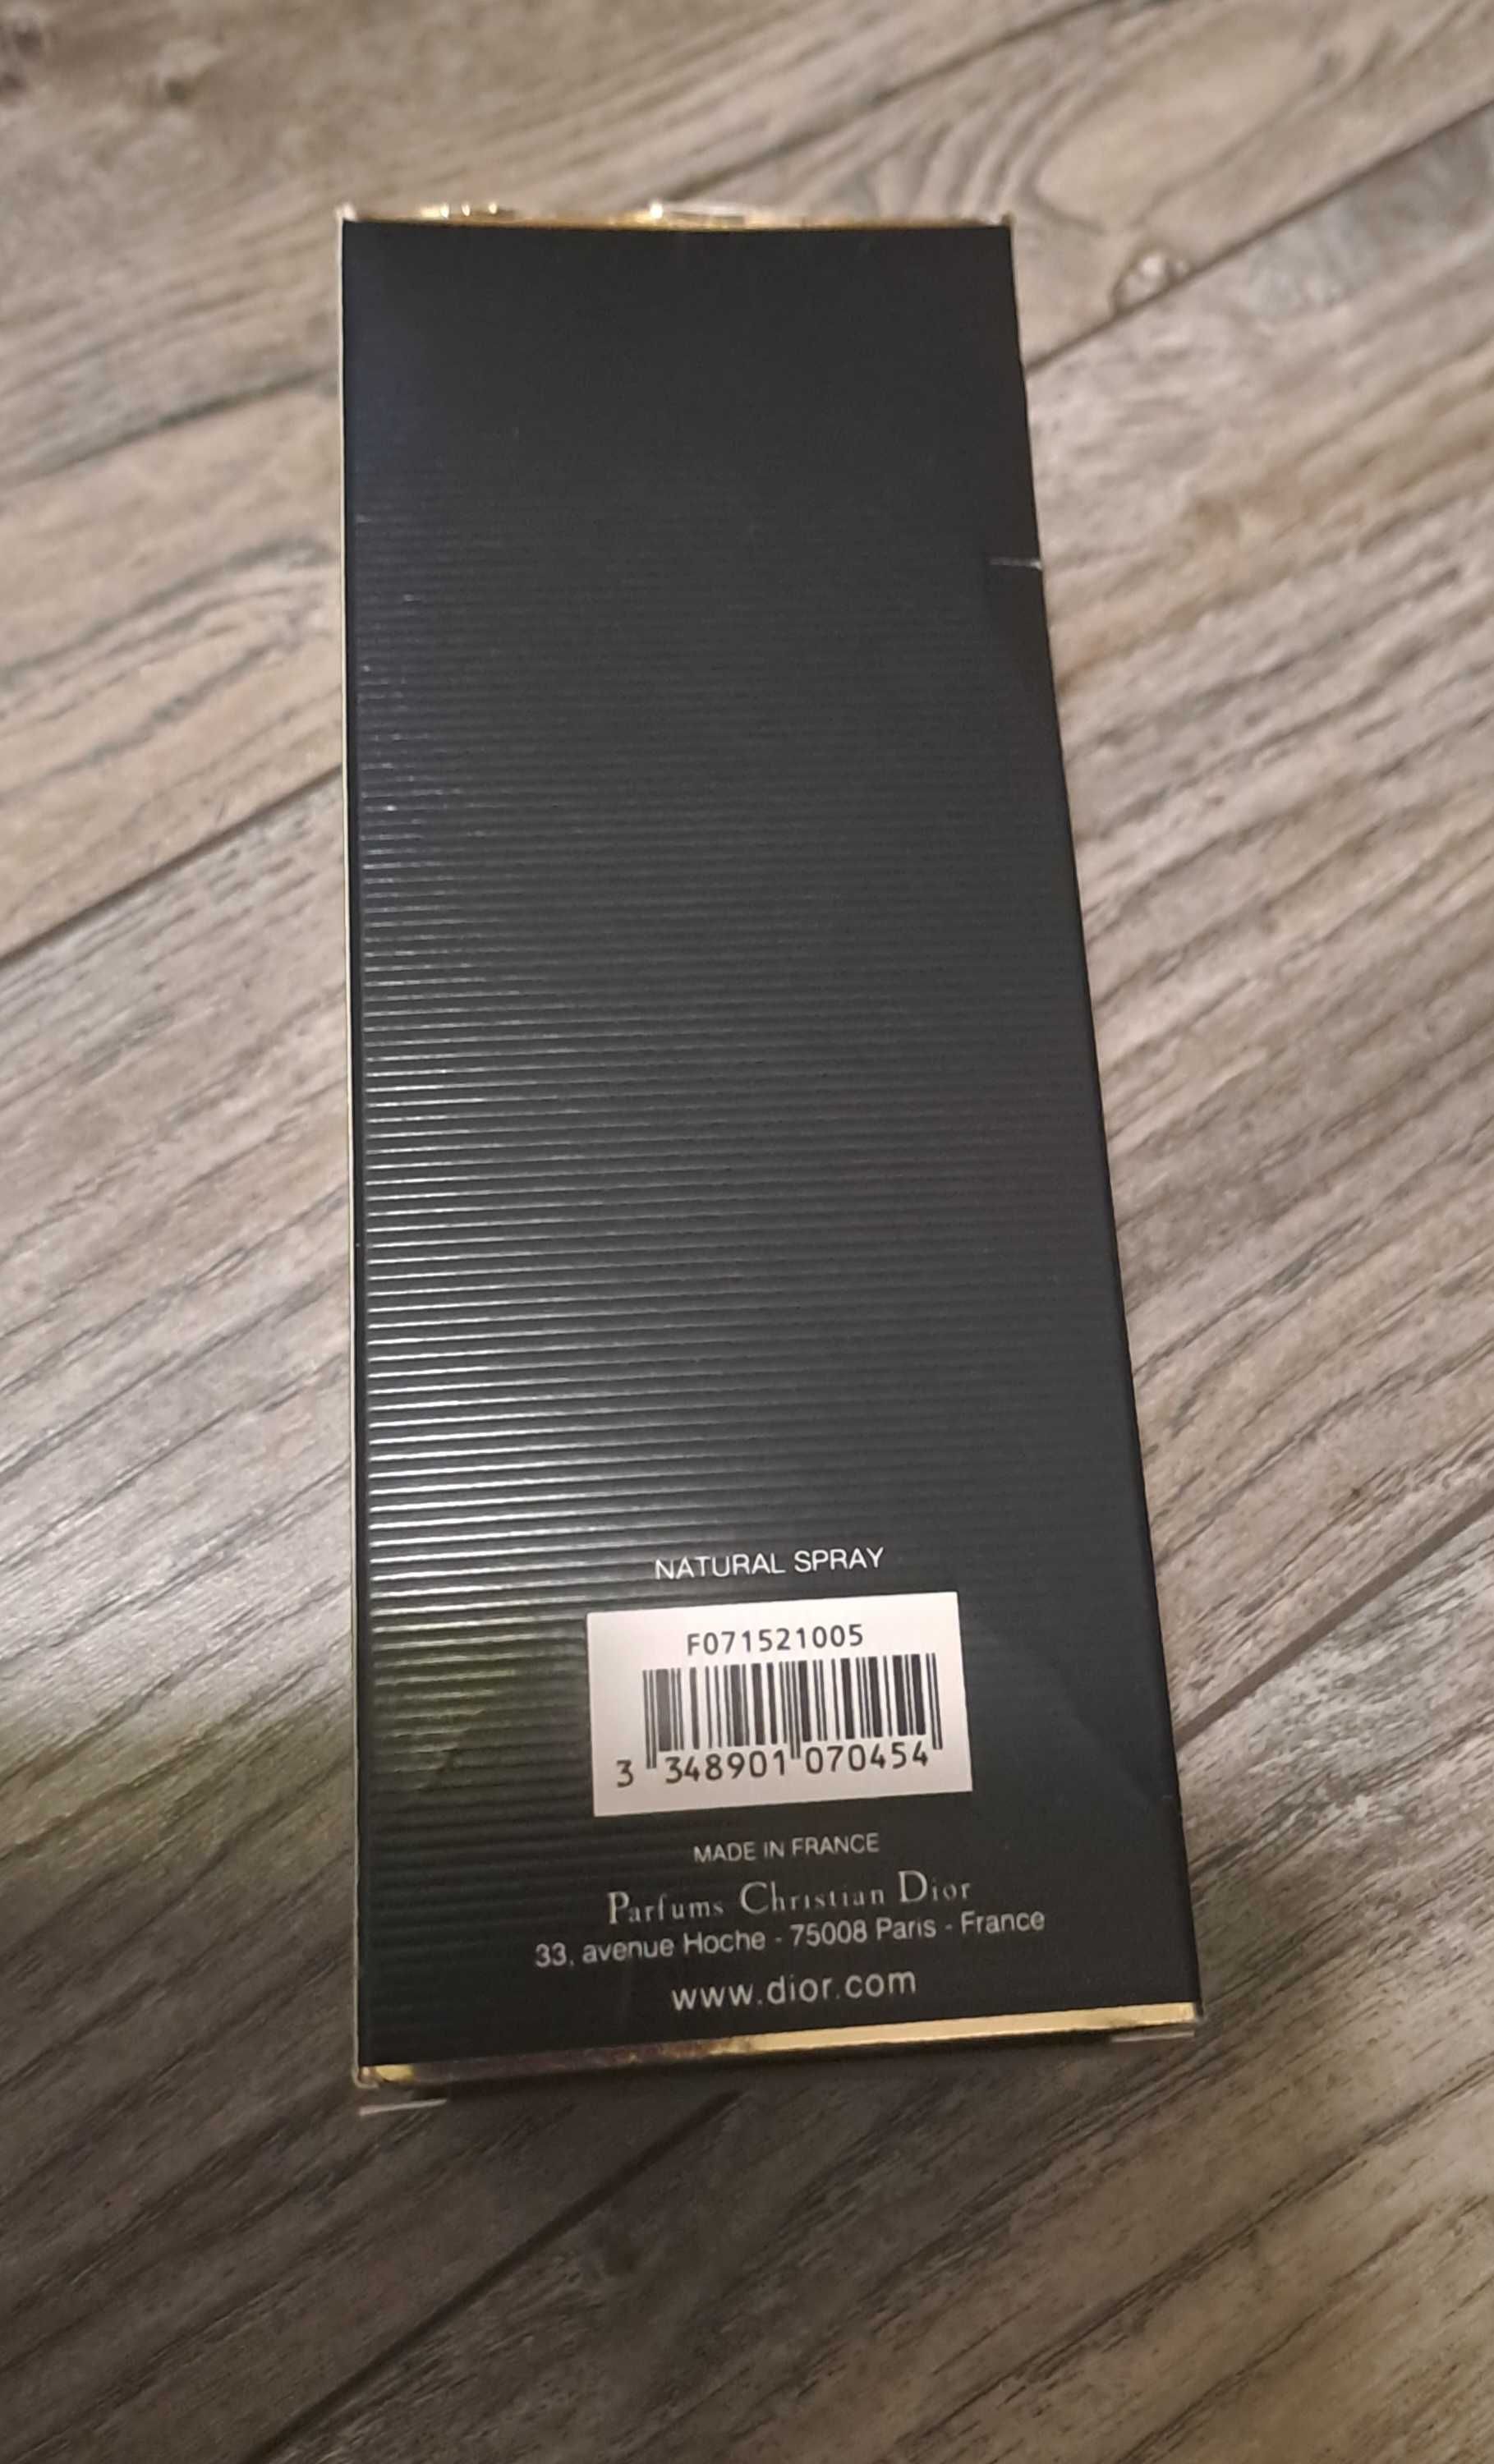 NATURAL SPRAY
F071521005
3 348901 070454
MADE IN FRANCE
Parfums Christian Dior
33, avenue Hoche - 75008 Paris - France
www.dior.com